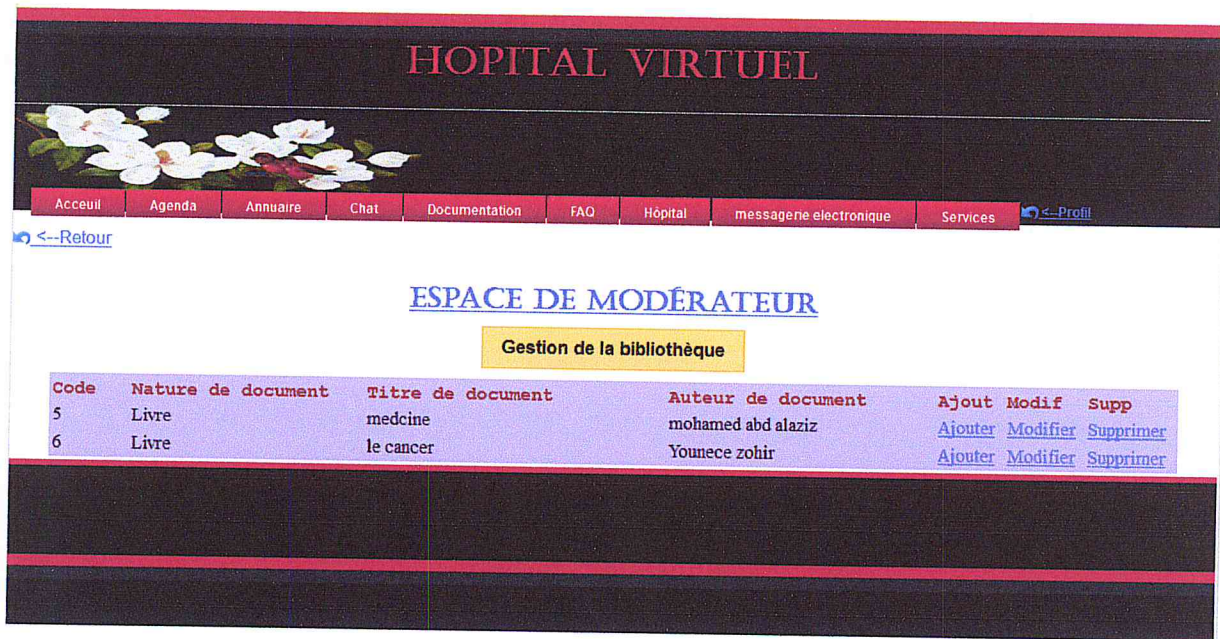 HOPITAL VIRTUEL
Acceuil Agenda Annuaire Chat Documentation FAQ Hôpital messagerie electronique Services <--Profil
<--Retour
ESPACE DE MODÉRATEUR
Gestion de la bibliothèque
Code Nature de document Titre de document Auteur de document Ajout Modif Supp
5 Livre medcine mohamed abd alaziz Ajouter Modifier Supprimer
6 Livre le cancer Younece zohir Ajouter Modifier Supprimer